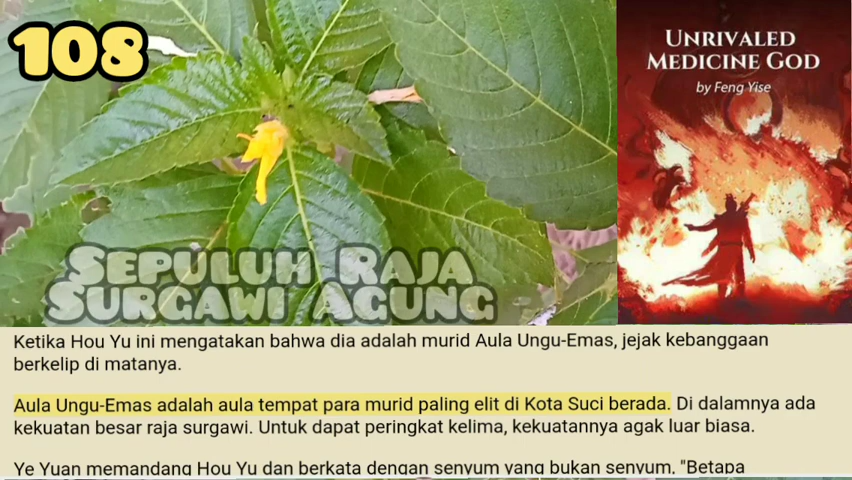 108
UNRIVALED
MEDICINE GOD
by Feng Yise
SEPULUH RAJA
SURGAWI AGUNG
Ketika Hou Yu ini mengatakan bahwa dia adalah murid Aula Ungu-Emas, jejak kebanggaan
berkelip di matanya.
Aula Ungu-Emas adalah aula tempat para murid paling elit di Kota Suci berada. Di dalamnya ada
kekuatan besar raja surgawi. Untuk dapat peringkat kelima, kekuatannya agak luar biasa.
Ye Yuan memandang Hou Yu dan berkata dengan senyum yang bukan senyum, "Betapa